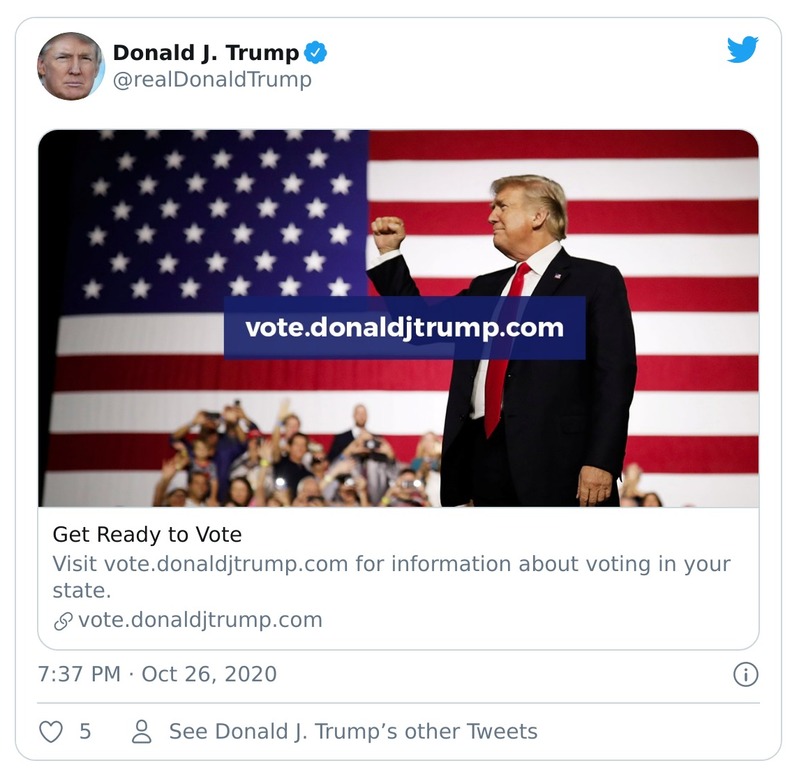 Donald J. Trump
@realDonaldTrump
vote.donaldjtrump.com
Get Ready to Vote
Visit vote.donaldjtrump.com for information about voting in your
state.
vote.donaldjtrump.com
7:37 PM · Oct 26, 2020
5 See Donald J. Trump’s other Tweets